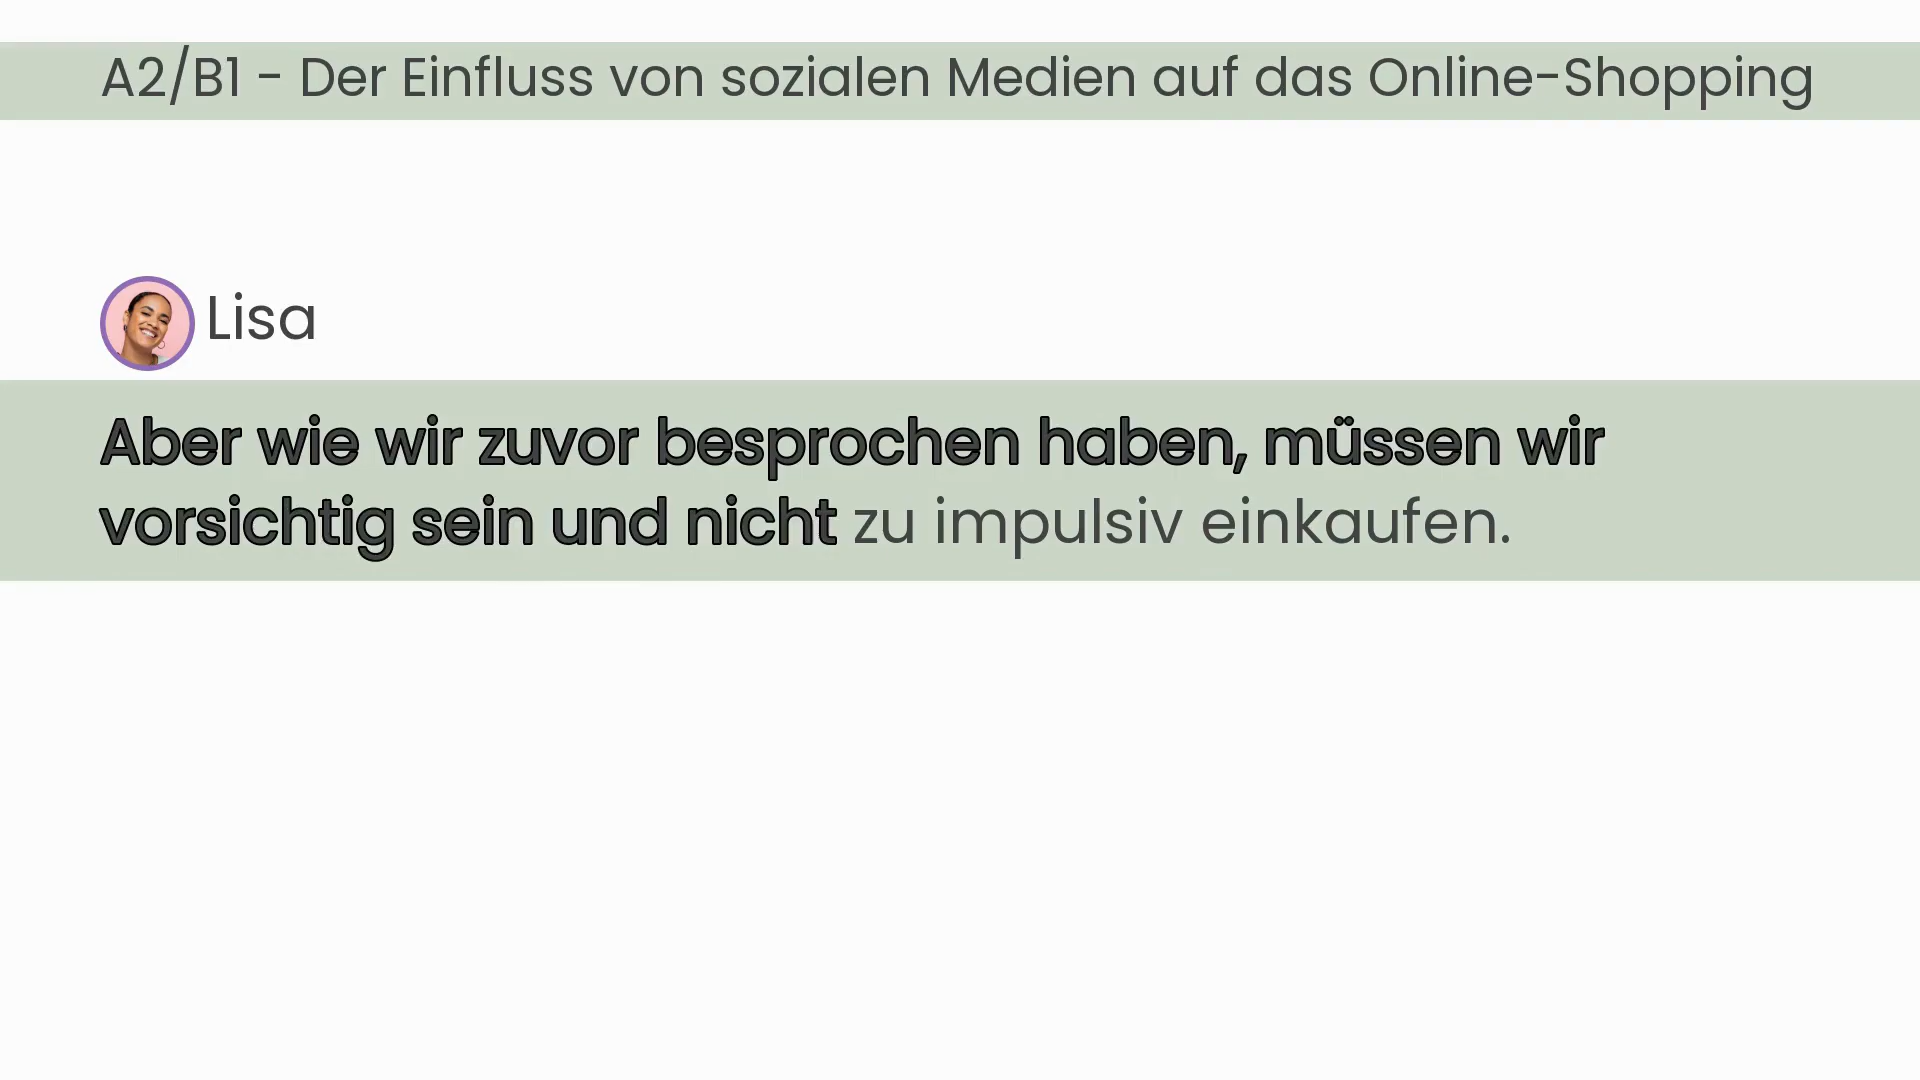 A2/B1 - Der Einfluss von sozialen Medien auf das Online-Shopping
Lisa
Aber wie wir zuvor besprochen haben, müssen wir
vorsichtig sein und nicht zu impulsiv einkaufen.